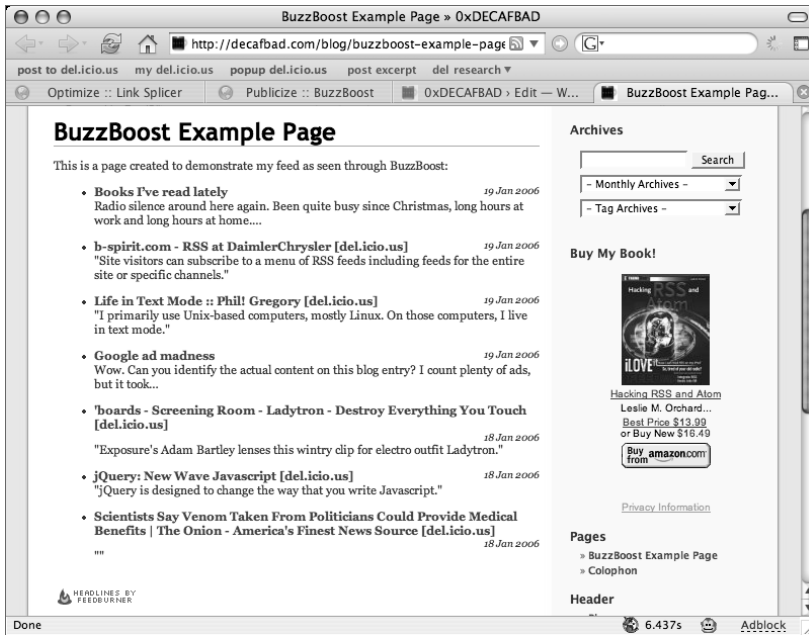 BuzzBoost Example Page » 0xDECAFBAD
http://decafbad.com/blog/buzzboost-example-page
G
post to del.icio.us my del.icio.us popup del.icio.us post excerpt del research
Optimize :: Link Splicer
Publicize :: BuzzBoost
0xDECAFBAD › Edit — W...
BuzzBoost Example Pag...
BuzzBoost Example Page
This is a page created to demonstrate my feed as seen through BuzzBoost:
Books I've read lately 19 Jan 2006
Radio silence around here again. Been quite busy since Christmas, long hours at
work and long hours at home....
b-spirit.com - RSS at DaimlerChrysler [del.icio.us] 19 Jan 2006
"Site visitors can subscribe to a menu of RSS feeds including feeds for the entire
site or specific channels."
Life in Text Mode :: Phil! Gregory [del.icio.us] 19 Jan 2006
"I primarily use Unix-based computers, mostly Linux. On those computers, I live
in text mode."
Google ad madness 19 Jan 2006
Wow. Can you identify the actual content on this blog entry? I count plenty of ads,
but it took...
'boards - Screening Room - Ladytron - Destroy Everything You Touch
[del.icio.us]
18 Jan 2006
"Exposure's Adam Bartley lenses this wintry clip for electro outfit Ladytron."
jQuery: New Wave Javascript [del.icio.us] 18 Jan 2006
"jQuery is designed to change the way that you write Javascript."
Scientists Say Venom Taken From Politicians Could Provide Medical
Benefits | The Onion - America's Finest News Source [del.icio.us]
18 Jan 2006
""
HEADLINES BY
FEEDBURNER
Archives
Search
- Monthly Archives -
- Tag Archives -
Buy My Book!
Hacking RSS and
Atom
iLOVE
Hacking RSS and Atom
Leslie M. Orchard...
Best Price $13.99
or Buy New $16.49
Buy
from amazon.com
Privacy Information
Pages
» BuzzBoost Example Page
» Colophon
Header
Done
6.437s
Adblock